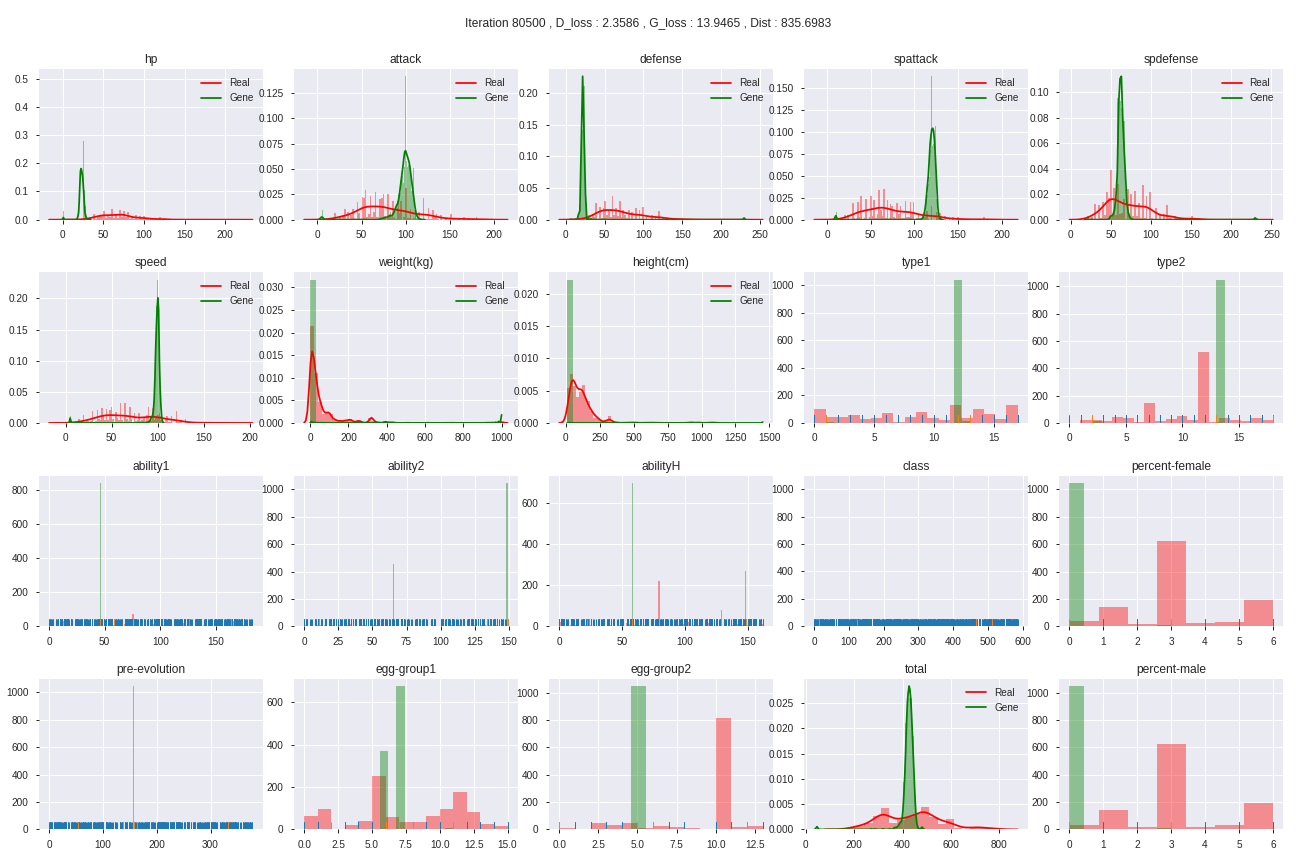 Iteration 80500 , D_loss : 2.3586 , G_loss : 13.9465 , Dist : 835.6983
hp
attack
defense
spattack
spdefense
Real
Gene
Real
Gene
Real
Gene
Real
Gene
Real
Gene
0.5
0.4
0.3
0.2
0.1
0.0
0.125
0.100
0.075
0.050
0.025
0.000
0.20
0.15
0.10
0.05
0.00
0.150
0.125
0.100
0.075
0.050
0.025
0.000
0.10
0.08
0.06
0.04
0.02
0.00
0 50 100 150 200
0 50 100 150 200
0 50 100 150 200 250
0 50 100 150 200
0 50 100 150 200 250
speed
weight(kg)
height(cm)
type1
type2
Real
Gene
Real
Gene
Real
Gene
0.20
0.15
0.10
0.05
0.00
0.030
0.025
0.020
0.015
0.010
0.005
0.000
0.020
0.015
0.010
0.005
0.000
1000
800
600
400
200
0
1000
800
600
400
200
0
0 50 100 150 200
0 200 400 600 800 1000
0 250 500 750 1000 1250 1500
0 5 10 15
0 5 10 15
ability1
ability2
abilityH
class
percent-female
800
600
400
200
0
1000
800
600
400
200
0
600
400
200
0
1000
800
600
400
200
0
1000
800
600
400
200
0
0 50 100 150
0 25 50 75 100 125 150
0 50 100 150
0 100 200 300 400 500 600
0 1 2 3 4 5 6
pre-evolution
egg-group1
egg-group2
total
percent-male
Real
Gene
1000
800
600
400
200
0
600
400
200
0
1000
800
600
400
200
0
0.025
0.020
0.015
0.010
0.005
0.000
1000
800
600
400
200
0
0 100 200 300
0.0 2.5 5.0 7.5 10.0 12.5 15.0
0.0 2.5 5.0 7.5 10.0 12.5
0 200 400 600 800
0 1 2 3 4 5 6